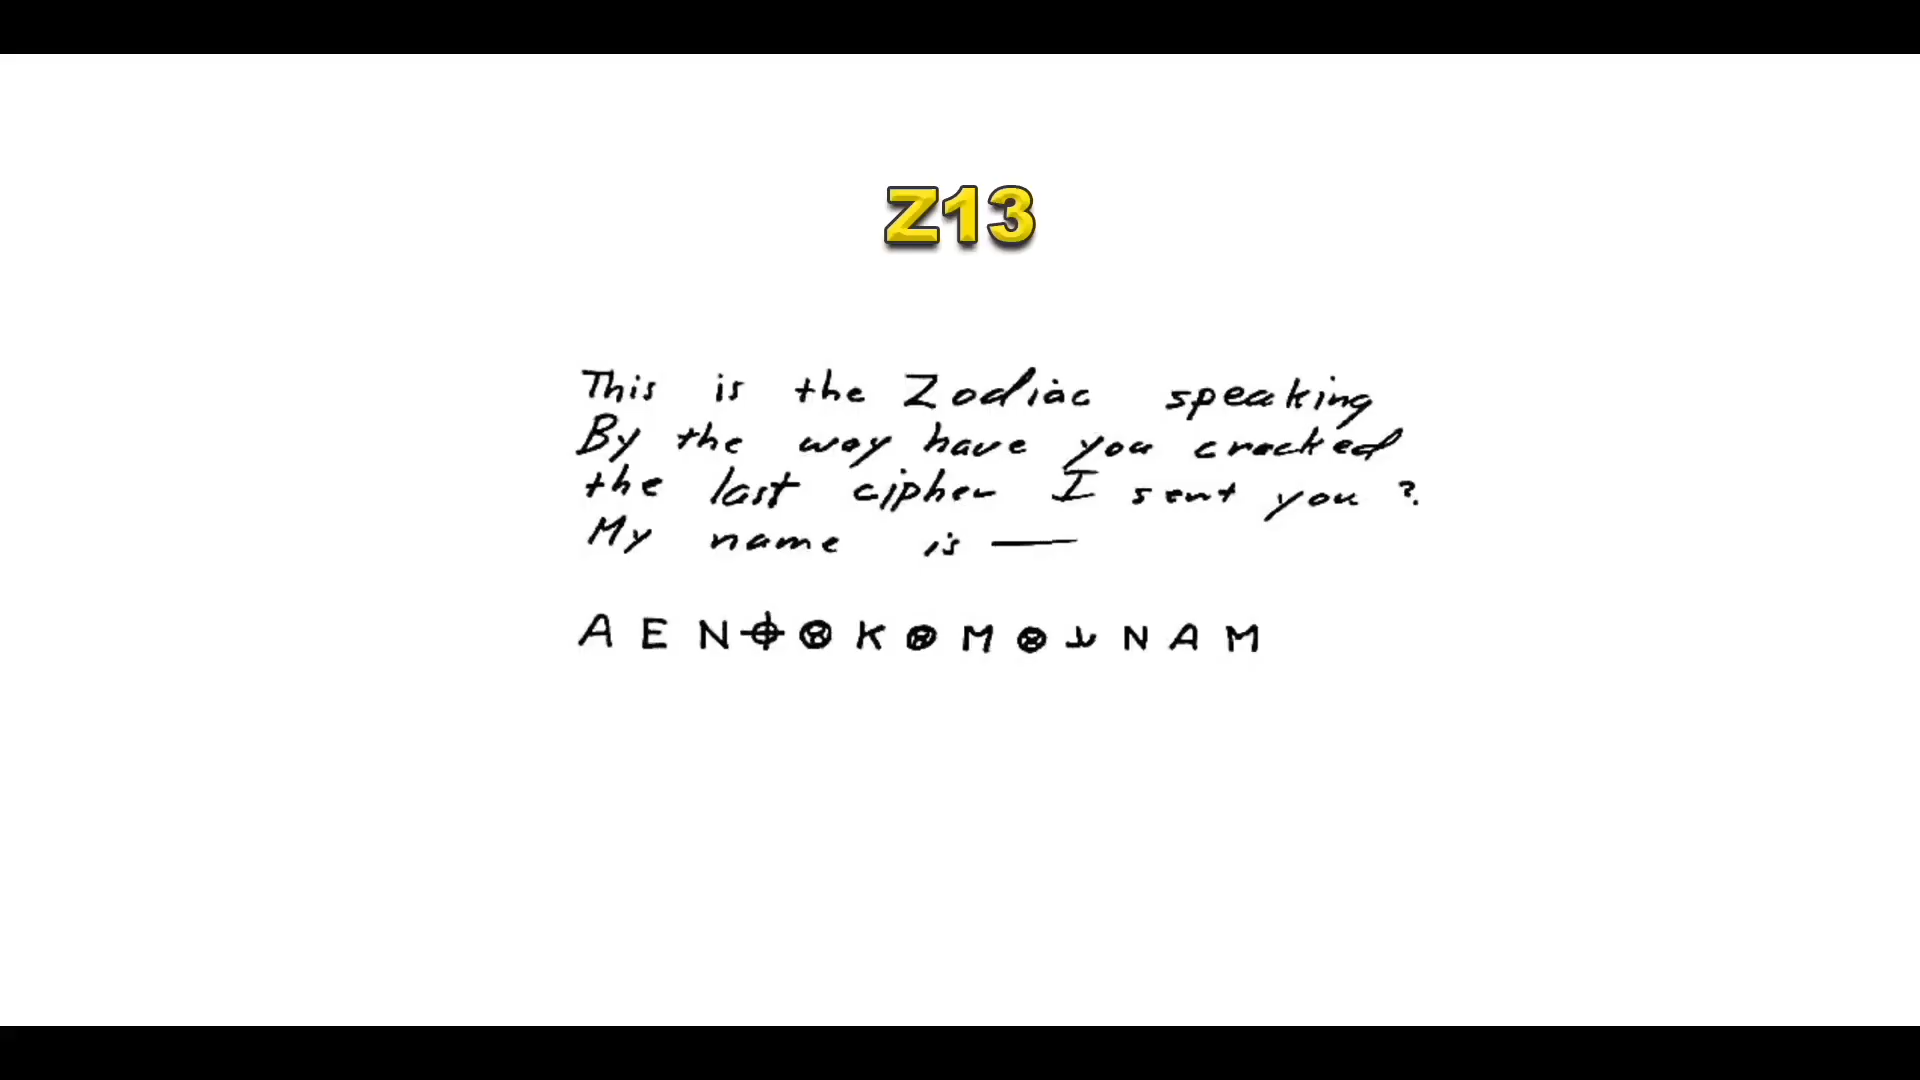 Z13
This is the Zodiac speaking
By the way have you cracked
the last cipher I sent you?
My name is —
A E N ⌖ ⊗ K ⊗ M ⊗ N A M